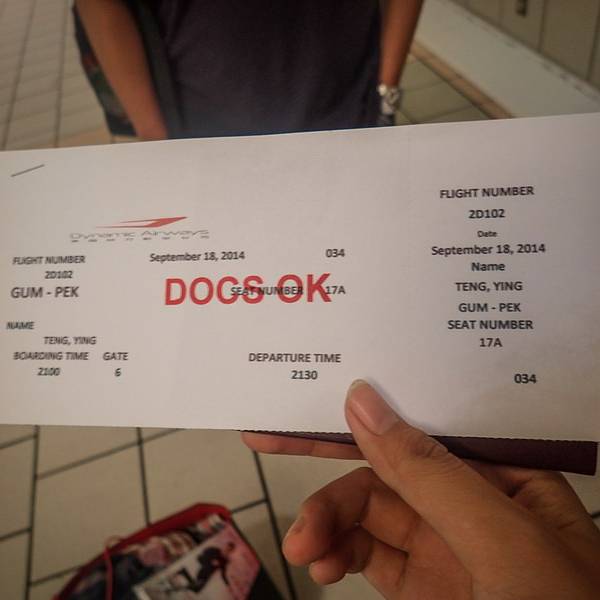 Dynamic Airways
FLIGHT NUMBER
2D102
September 18, 2014
034
GUM - PEK
DOCS OK
SEAT NUMBER
17A
NAME
TENG, YING
BOARDING TIME
GATE
2100
6
DEPARTURE TIME
2130
FLIGHT NUMBER
2D102
Date
September 18, 2014
Name
TENG, YING
GUM - PEK
SEAT NUMBER
17A
034